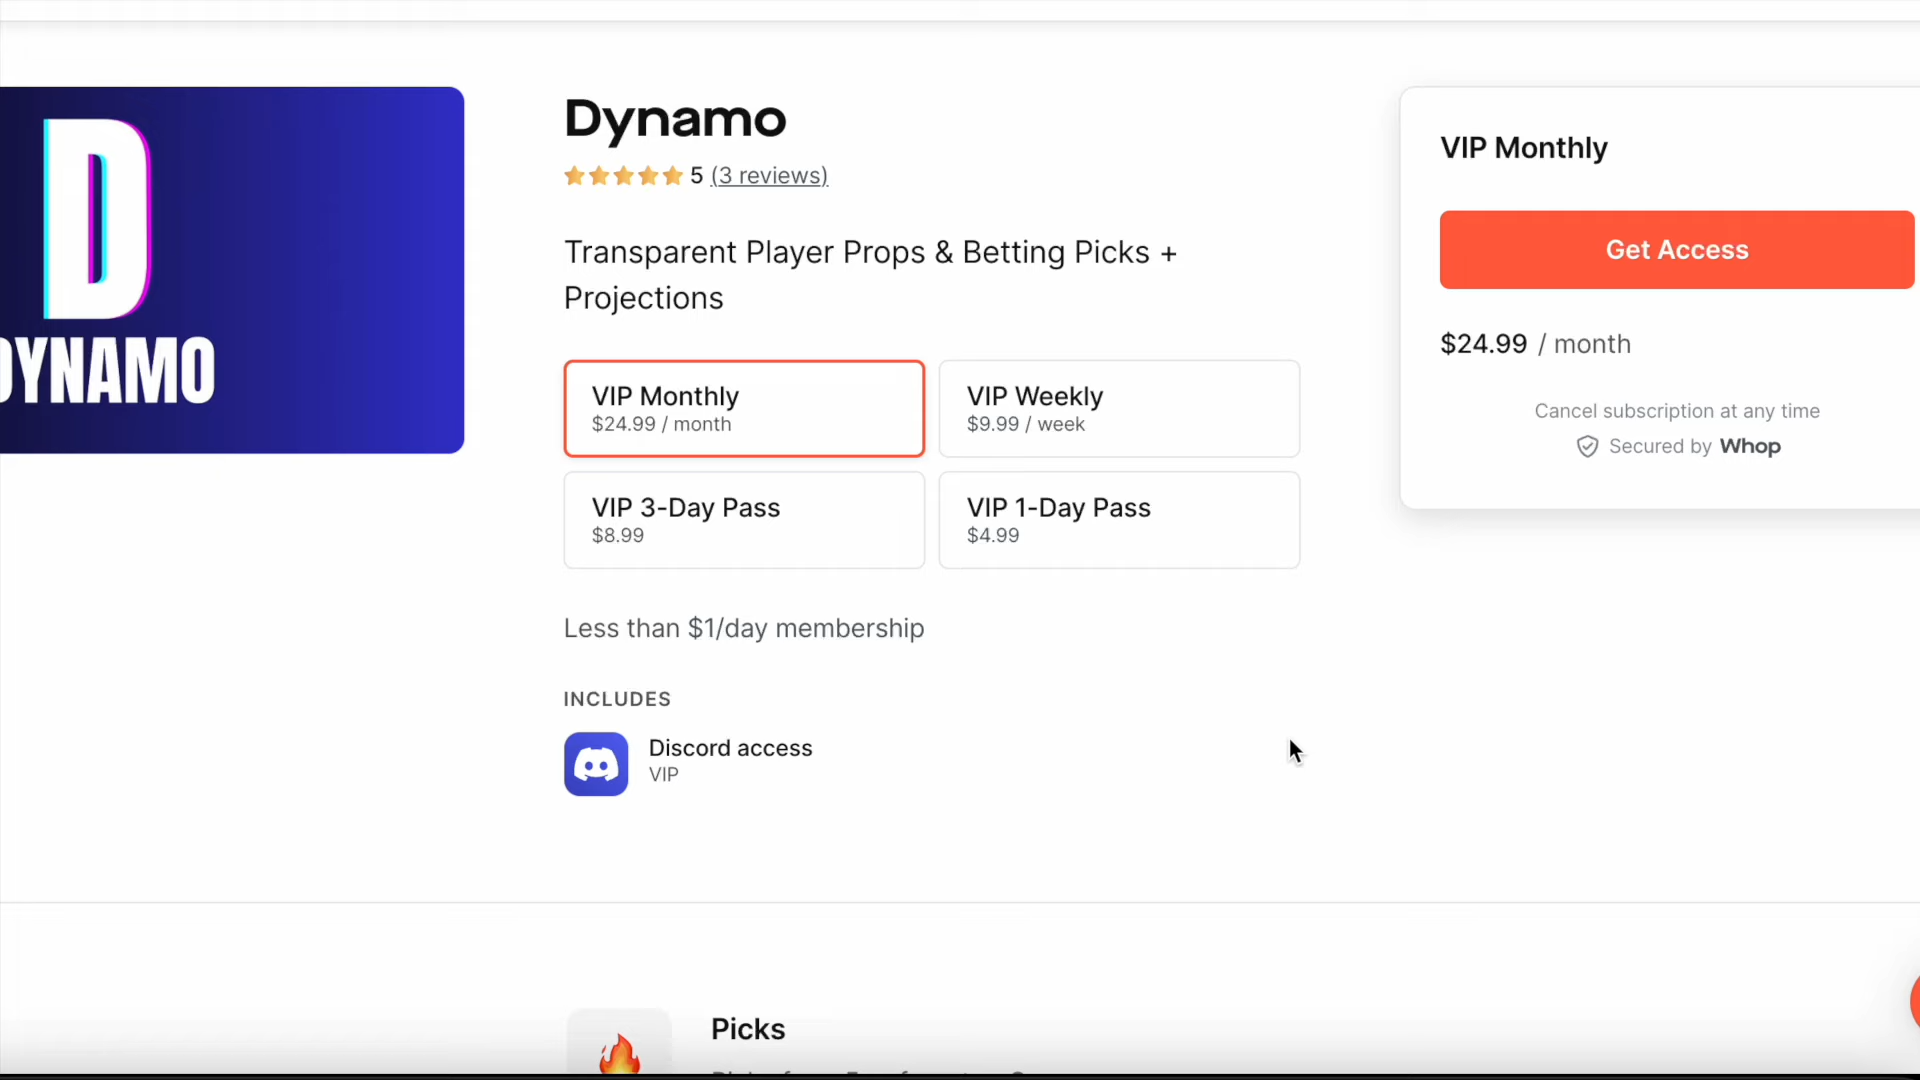 D
DYNAMO
Dynamo
5 (3 reviews)
Transparent Player Props & Betting Picks +
Projections
VIP Monthly
$24.99 / month
VIP Weekly
$9.99 / week
VIP 3-Day Pass
$8.99
VIP 1-Day Pass
$4.99
Less than $1/day membership
INCLUDES
Discord access
VIP
VIP Monthly
Get Access
$24.99 / month
Cancel subscription at any time
Secured by Whop
Picks